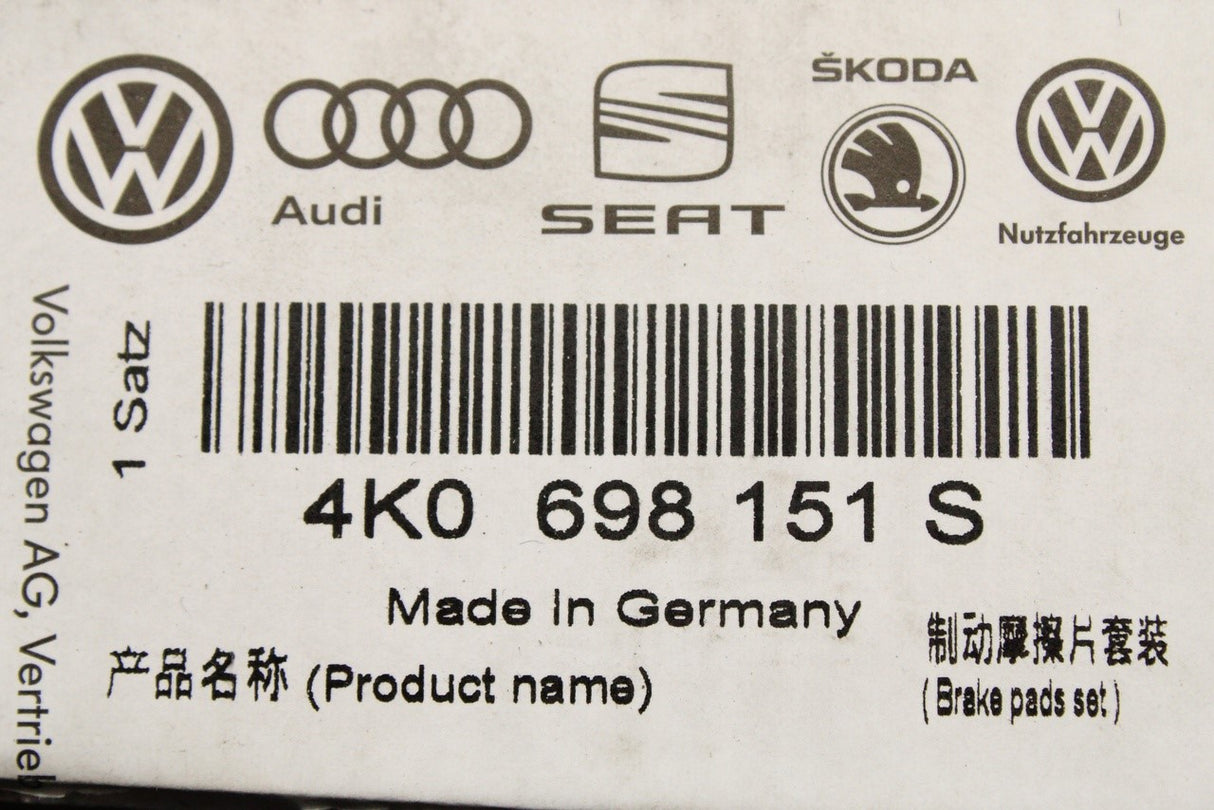 Audi
SEAT
ŠKODA
Nutzfahrzeuge
Volkswagen AG, Vertrieb
1 Satz
4K0 698 151 S
Made in Germany
产品名称 (Product name)
制动摩擦片套装
(Brake pads set)